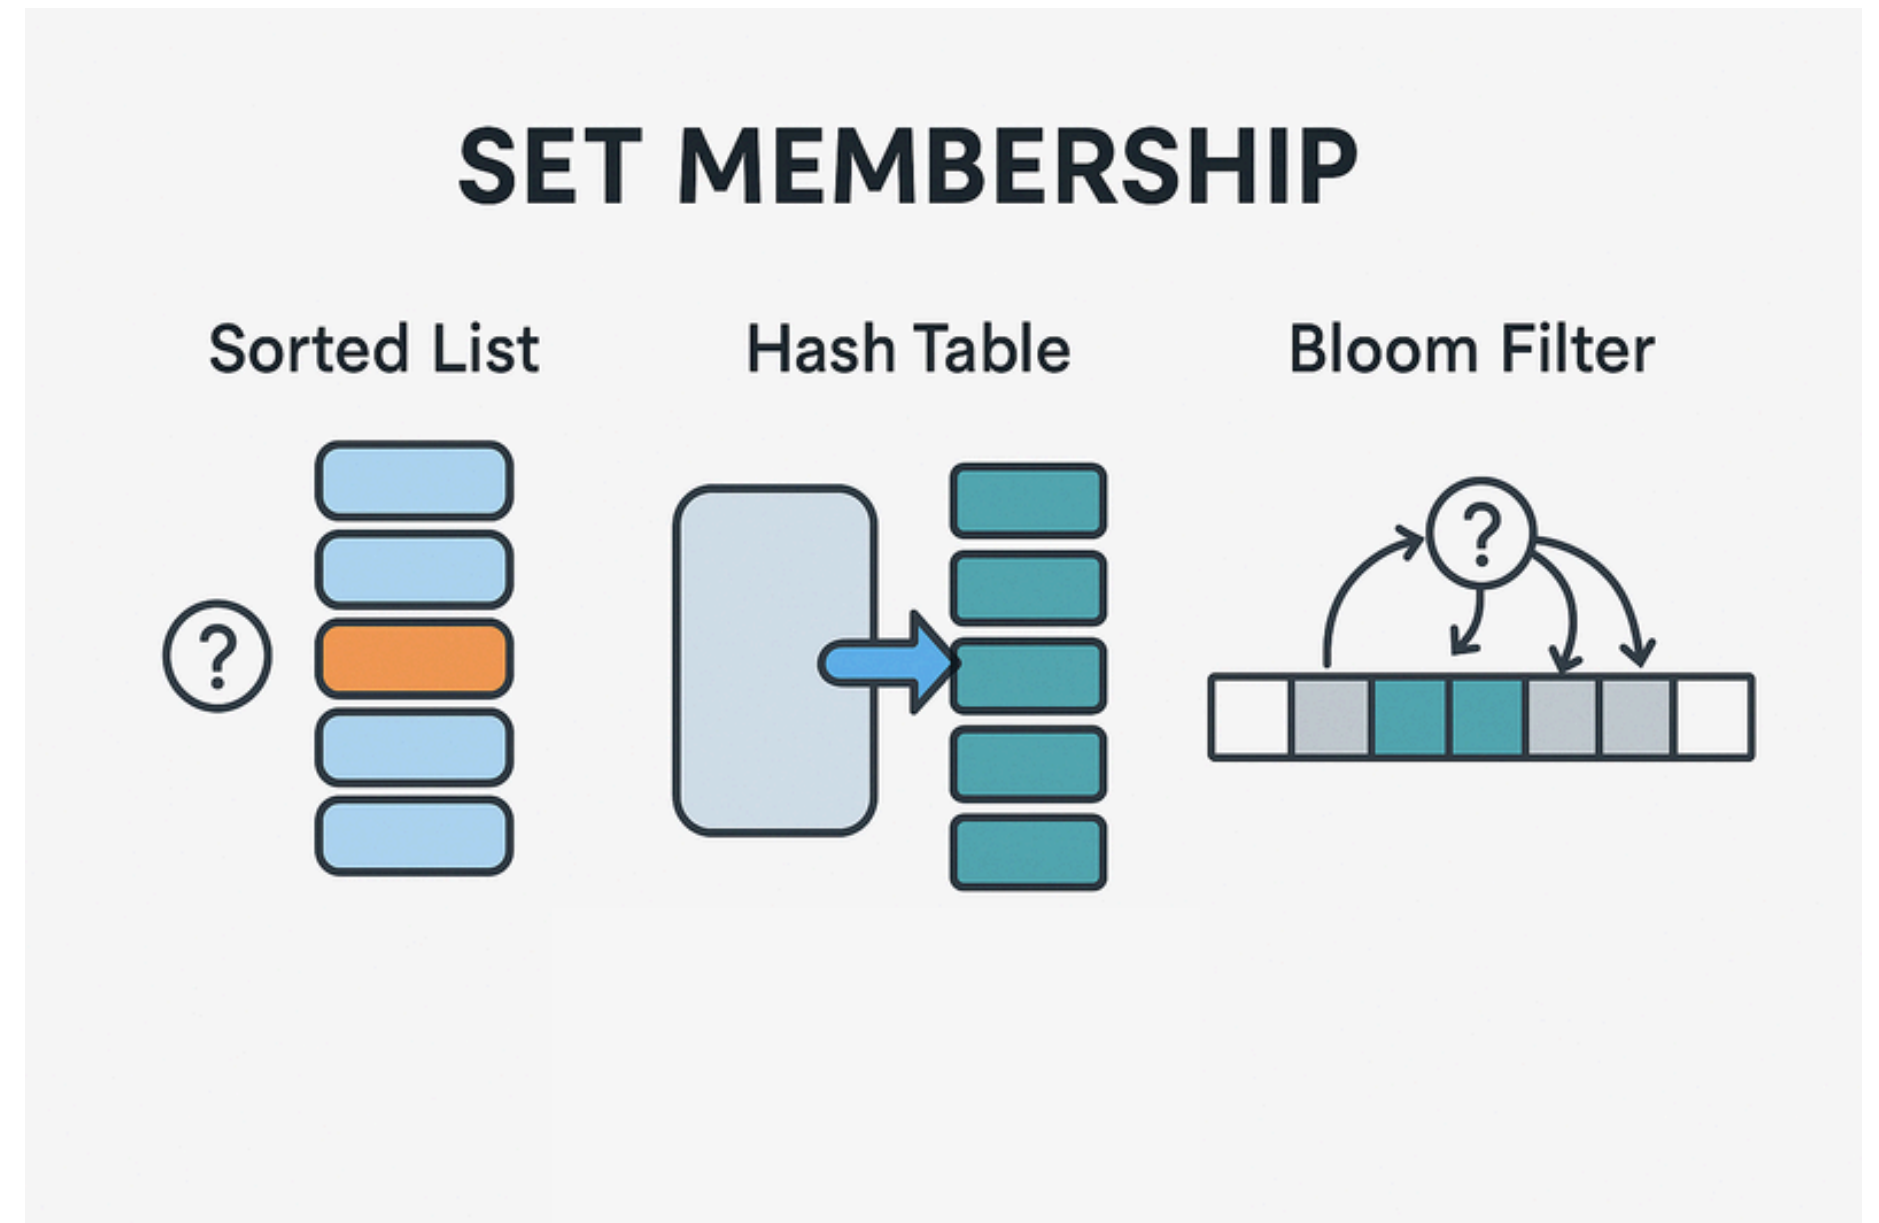 SET MEMBERSHIP
Sorted List
Hash Table
Bloom Filter
?
?